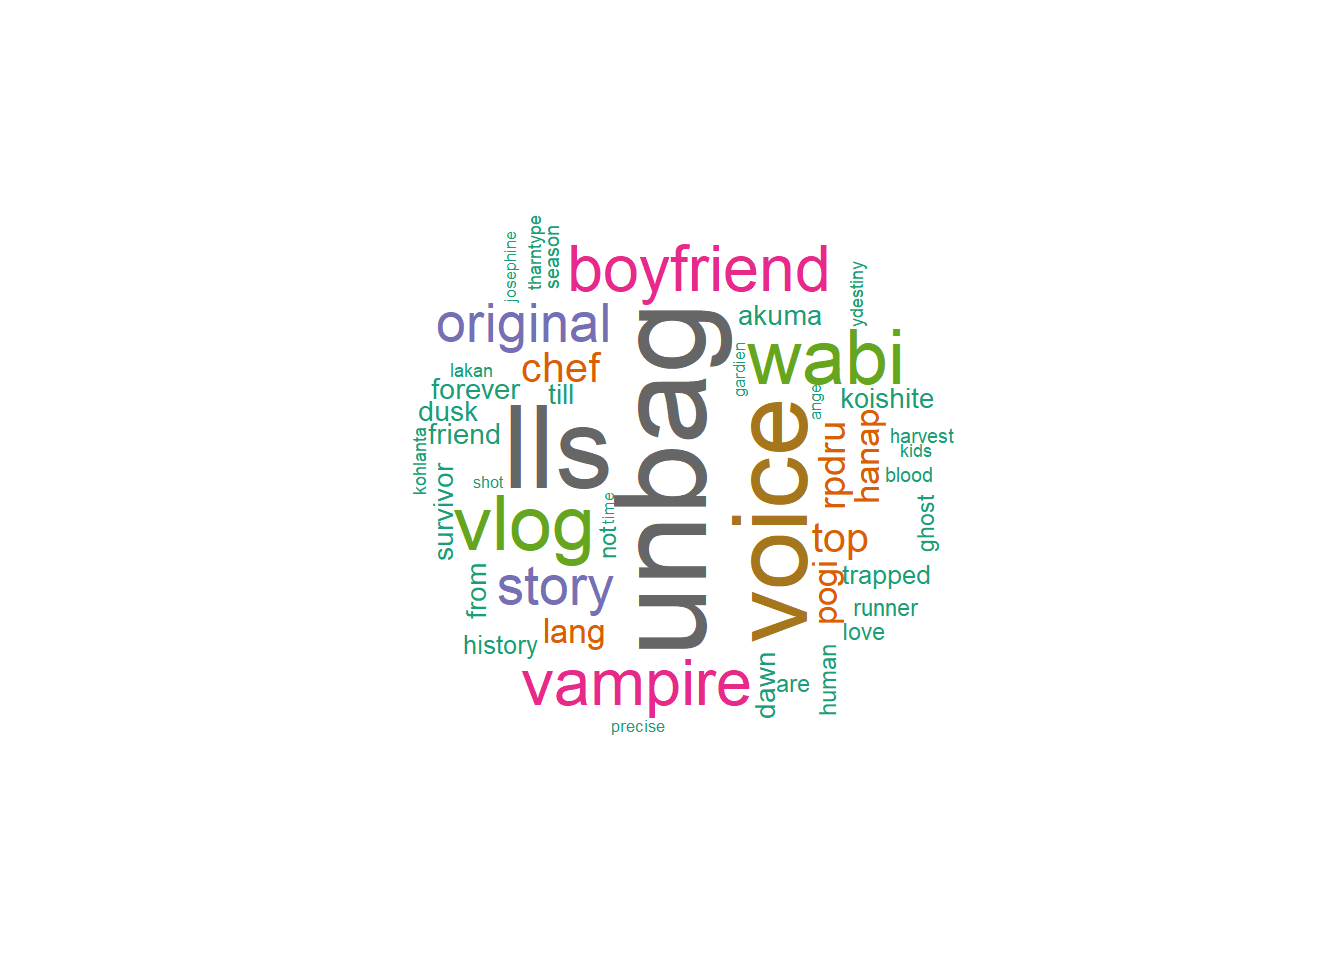 josephine
tharntype
season
boyfriend
ydestiny
original
akuma
unbag
wabi
gardien
chef
lakan
forever
till
ange
koishite
dusk
lls
voice
friend
rpdru
hanap
harvest
kids
kohlanta
survivor
shot
blood
vlog
time
not
top
ghost
from
story
pogi
trapped
runner
lang
love
history
vampire
dawn
are
human
precise